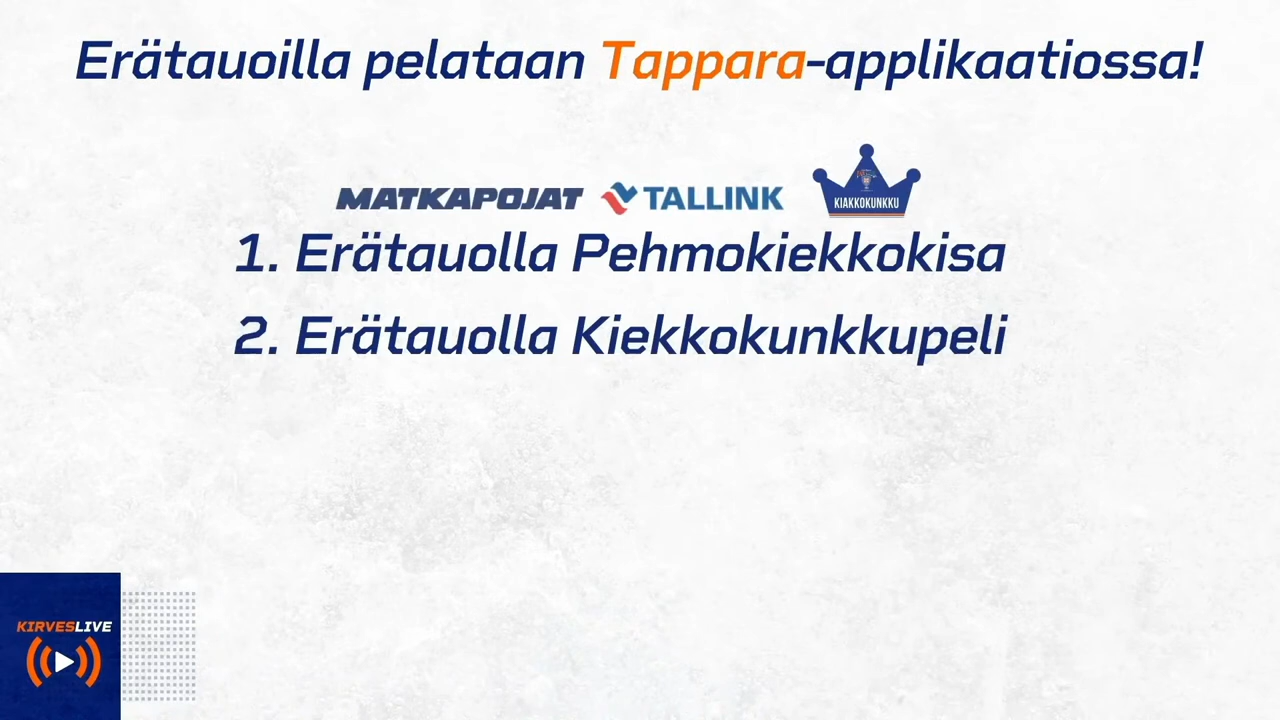 Erätauoilla pelataan Tappara-applikaatiossa!
MATKAPOJAT TALLINK KIAKKOKUNKKU
1. Erätauolla Pehmokiekkokisa
2. Erätauolla Kiekkokunkkupeli
KIRVESLIVE